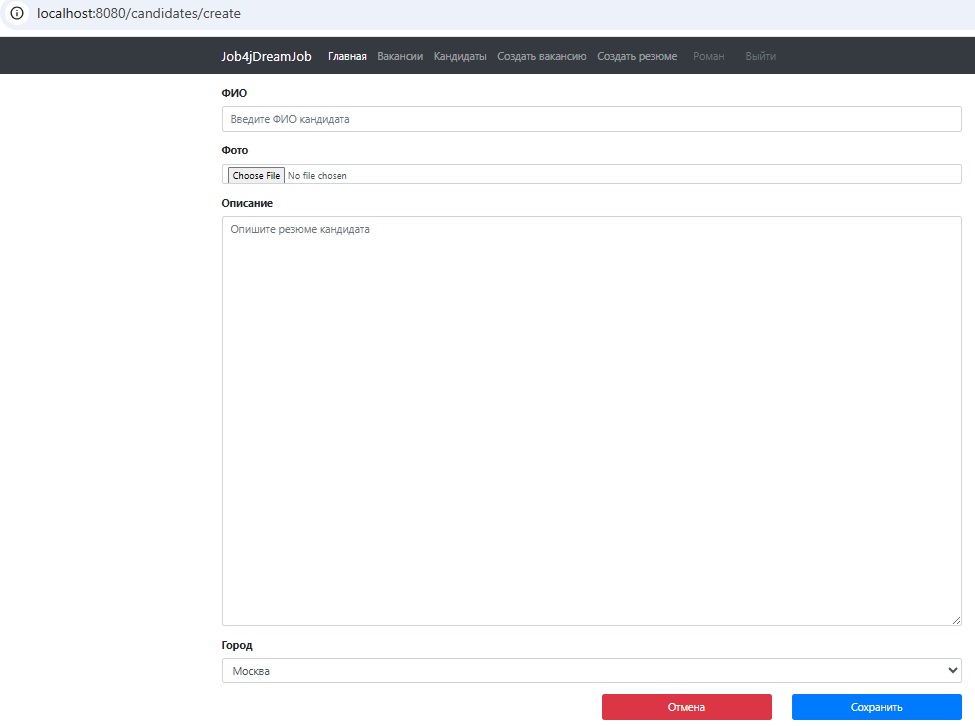 localhost:8080/candidates/create
Job4jDreamJob Главная Вакансии Кандидаты Создать вакансию Создать резюме Роман Выйти
ФИО
Введите ФИО кандидата
Фото
Choose File No file chosen
Описание
Опишите резюме кандидата
Город
Москва
Отмена Сохранить